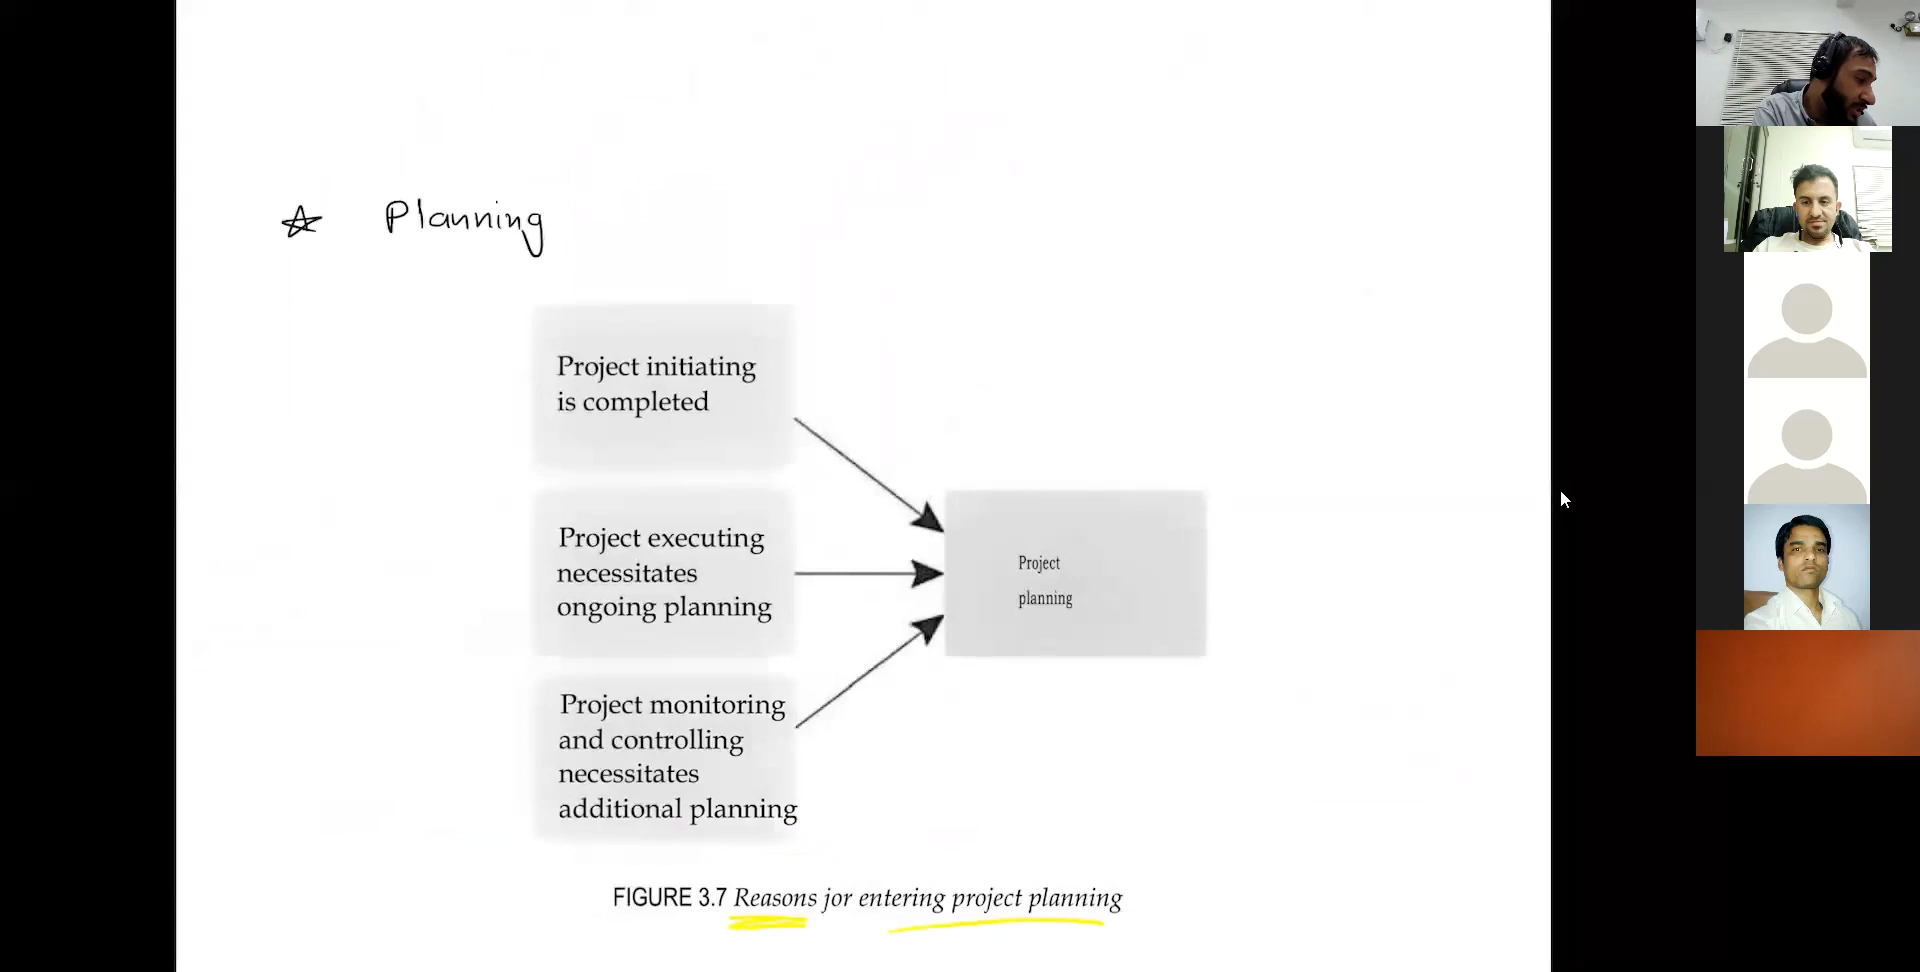 Planning
Project initiating
is completed
Project executing
necessitates
ongoing planning
Project monitoring
and controlling
necessitates
additional planning
Project
planning
FIGURE 3.7 Reasons jor entering project planning